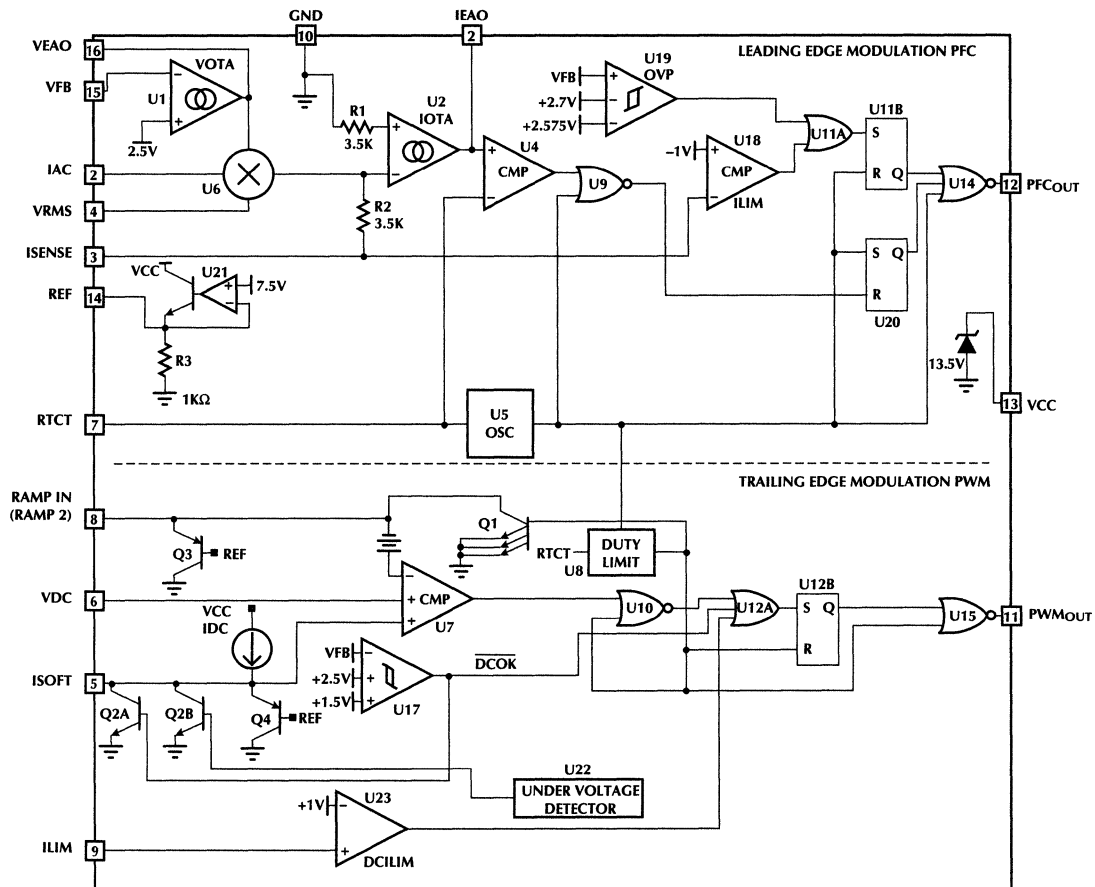 GND
IEAO
10
2
VEAO
16
VOTA
LEADING EDGE MODULATION PFC
VFB
15
−
U1
+
2.5V
R1
3.5K
U2
IOTA
+
−
U19
OVP
VFB
+
+2.7V
−
+2.575V
−
U11A
U11B
S
R Q
U4
+
CMP
−
U9
−1V
+
U18
CMP
−
ILIM
U14
12
PFCOUT
IAC
2
U6
VRMS
4
R2
3.5K
ISENSE
3
S Q
R
U20
VCC
U21
+
−
7.5V
REF
14
R3
1KΩ
13.5V
13
VCC
RTCT
7
U5
OSC
TRAILING EDGE MODULATION PWM
RAMP IN
(RAMP 2)
8
Q1
Q3
REF
RTCT
U8
DUTY
LIMIT
VDC
6
−
+
CMP
+
U7
VCC
IDC
U10
U12A
U12B
S Q
R
U15
11
PWMOUT
VFB
−
+2.5V
+
+1.5V
+
U17
DCOK
ISOFT
5
Q2A
Q2B
Q4
REF
U22
UNDER VOLTAGE
DETECTOR
+1V
−
U23
+
DCILIM
ILIM
9